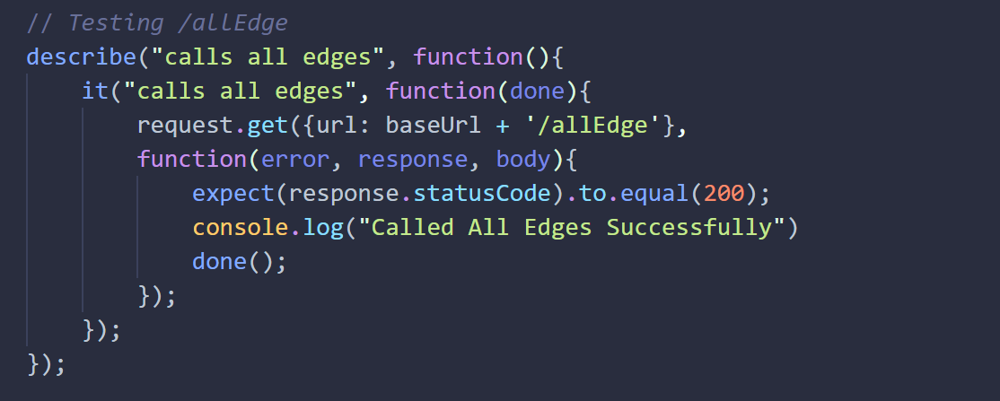 // Testing /allEdge
describe("calls all edges", function(){
    it("calls all edges", function(done){
        request.get({url: baseUrl + '/allEdge'},
        function(error, response, body){
            expect(response.statusCode).to.equal(200);
            console.log("Called All Edges Successfully")
            done();
        });
    });
});